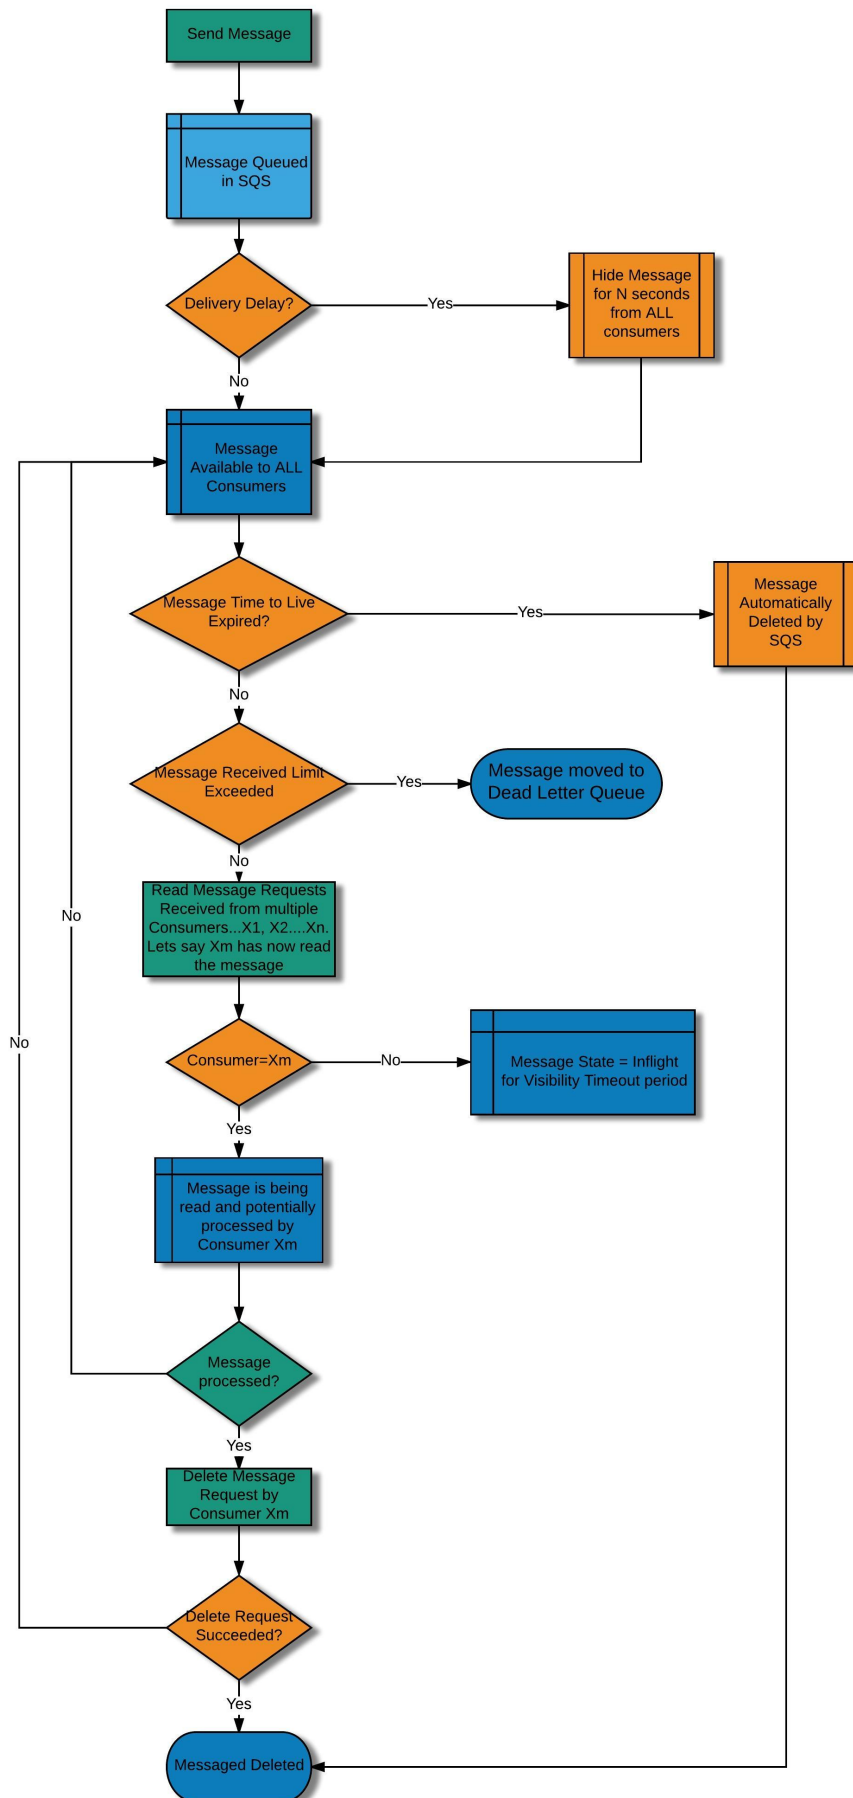 Send Message
Message Queued
in SQS
Delivery Delay?
Yes
Hide Message
for N seconds
from ALL
consumers
No
Message
Available to ALL
Consumers
Message Time to Live
Expired?
Yes
Message
Automatically
Deleted by
SQS
No
Message Received Limit
Exceeded
Yes
Message moved to
Dead Letter Queue
No
Read Message Requests
Received from multiple
Consumers...X1, X2....Xn.
Lets say Xm has now read
the message
No
No
Consumer=Xm
No
Message State = Inflight
for Visibility Timeout period
Yes
Message is being
read and potentially
processed by
Consumer Xm
Message
processed?
Yes
Delete Message
Request by
Consumer Xm
Delete Request
Succeeded?
Yes
Messaged Deleted